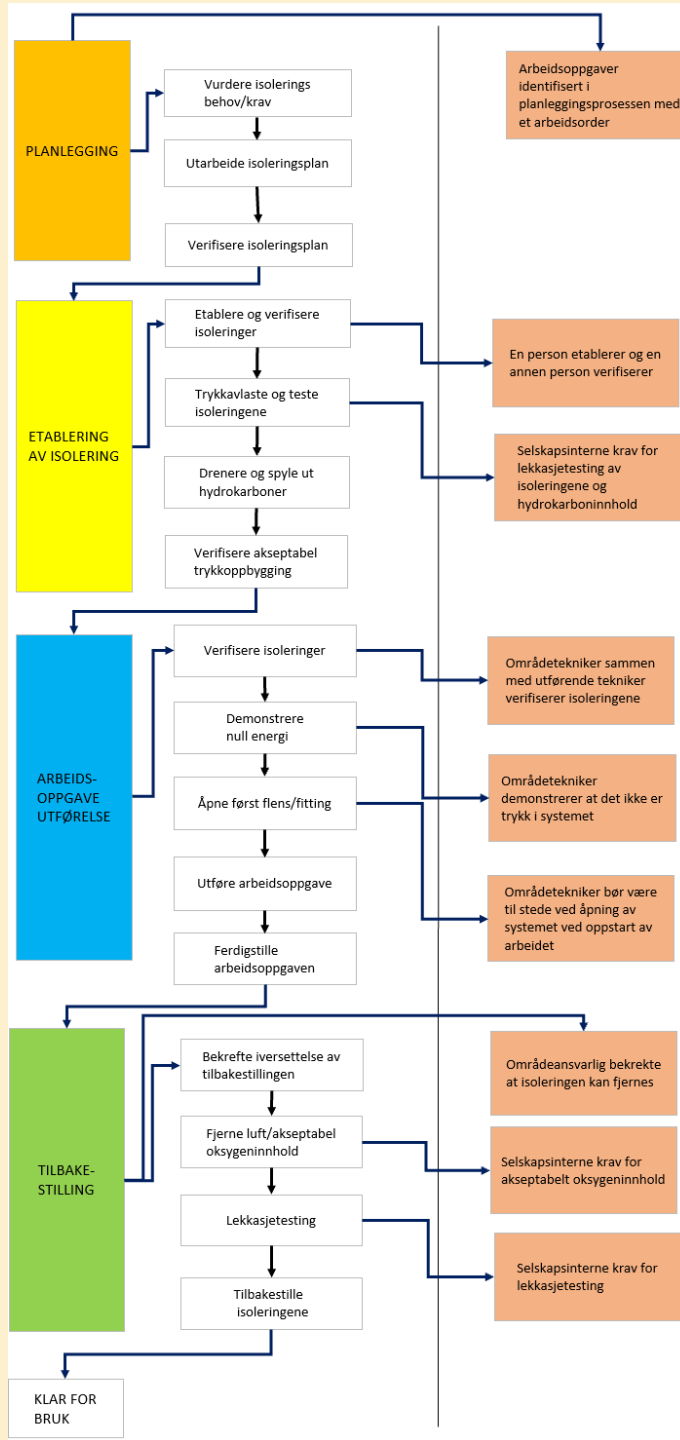 PLANLEGGING
Vurdere isolerings
behov/krav
Utarbeide isoleringsplan
Verifisere isoleringsplan
Arbeidsoppgaver
identifisert i
planleggingsprosessen med
et arbeidsorder
ETABLERING
AV ISOLERING
Etablere og verifisere
isoleringer
En person etablerer og en
annen person verifiserer
Trykkavlaste og teste
isoleringene
Selskapsinterne krav for
lekkasjetesting av
isoleringene og
hydrokarboninnhold
Drenere og spyle ut
hydrokarboner
Verifisere akseptabel
trykkoppbygging
ARBEIDS-
OPPGAVE
UTFØRELSE
Verifisere isoleringer
Områdetekniker sammen
med utførende tekniker
verifiserer isoleringene
Demonstrere
null energi
Områdetekniker
demonstrerer at det ikke er
trykk i systemet
Åpne først flens/fitting
Områdetekniker bør være
til stede ved åpning av
systemet ved oppstart av
arbeidet
Utføre arbeidsoppgave
Ferdigstille
arbeidsoppgaven
TILBAKE-
STILLING
Bekrefte iversettelse av
tilbakestillingen
Områdeansvarlig bekrekte
at isoleringen kan fjernes
Fjerne luft/akseptabel
oksygeninnhold
Selskapsinterne krav for
akseptabelt oksygeninnhold
Lekkasjetesting
Selskapsinterne krav for
lekkasjetesting
Tilbakestille
isoleringene
KLAR FOR
BRUK